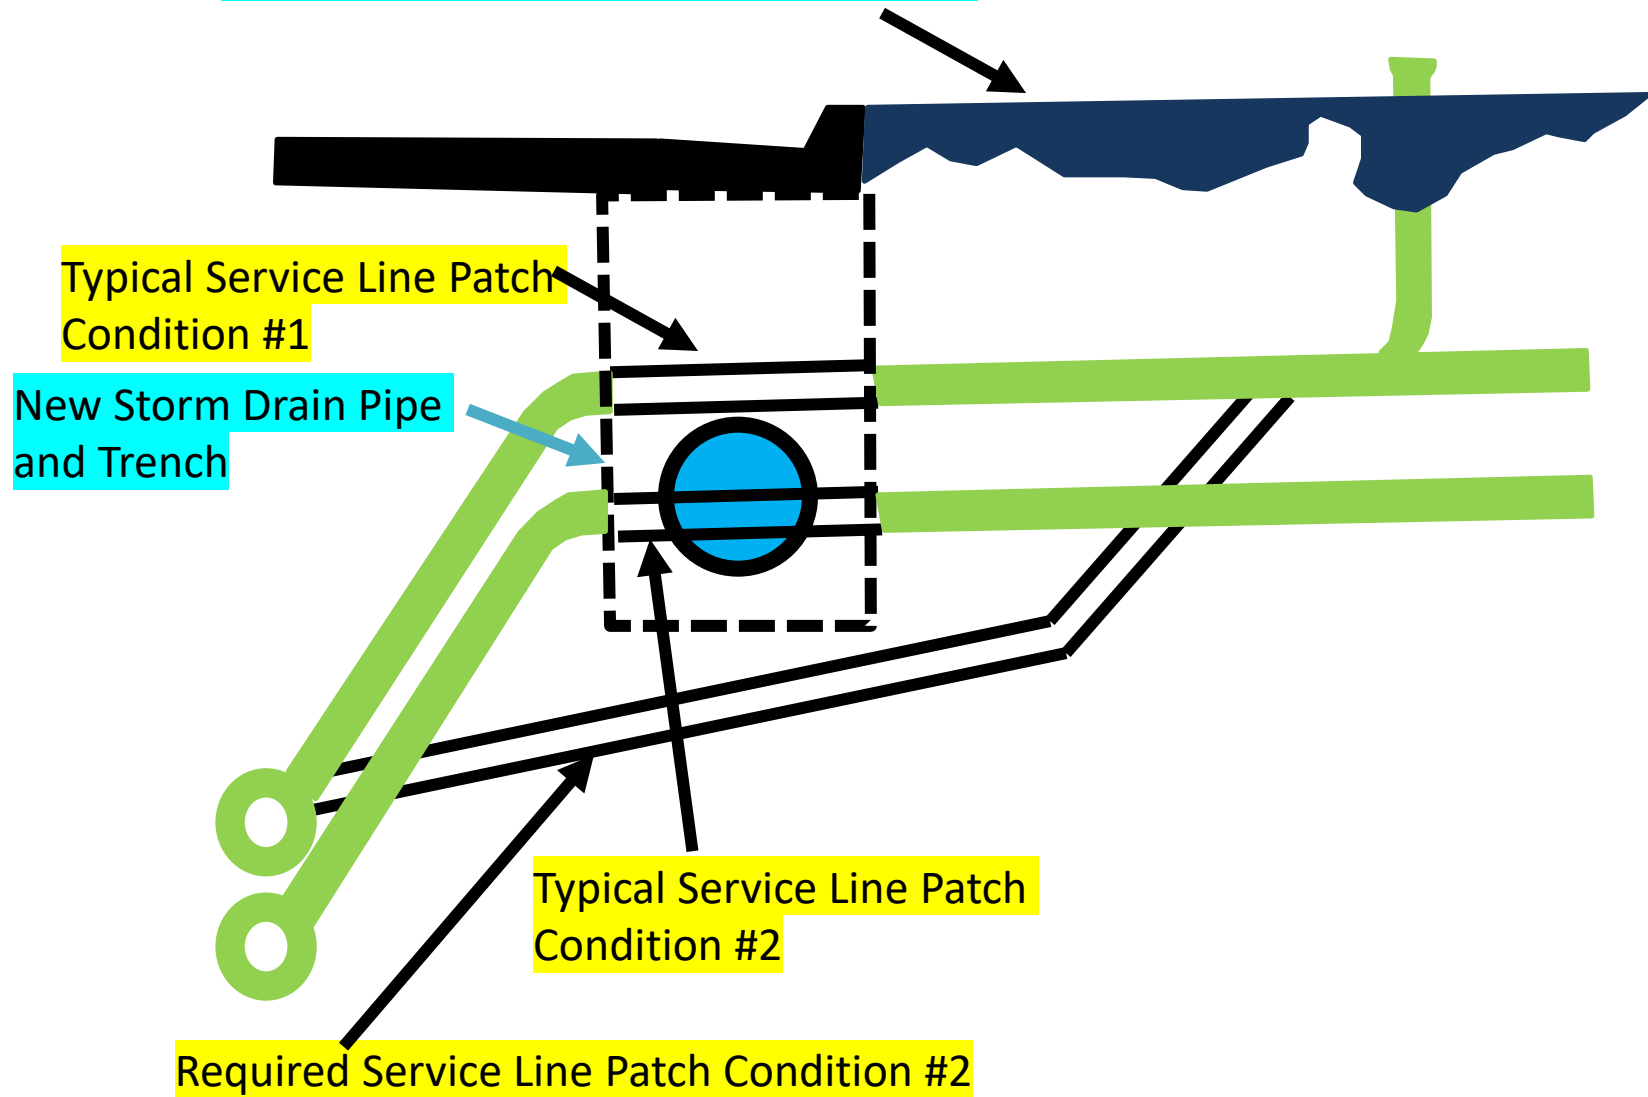 Typical Service Line Patch
Condition #1
New Storm Drain Pipe
and Trench
Typical Service Line Patch
Condition #2
Required Service Line Patch Condition #2